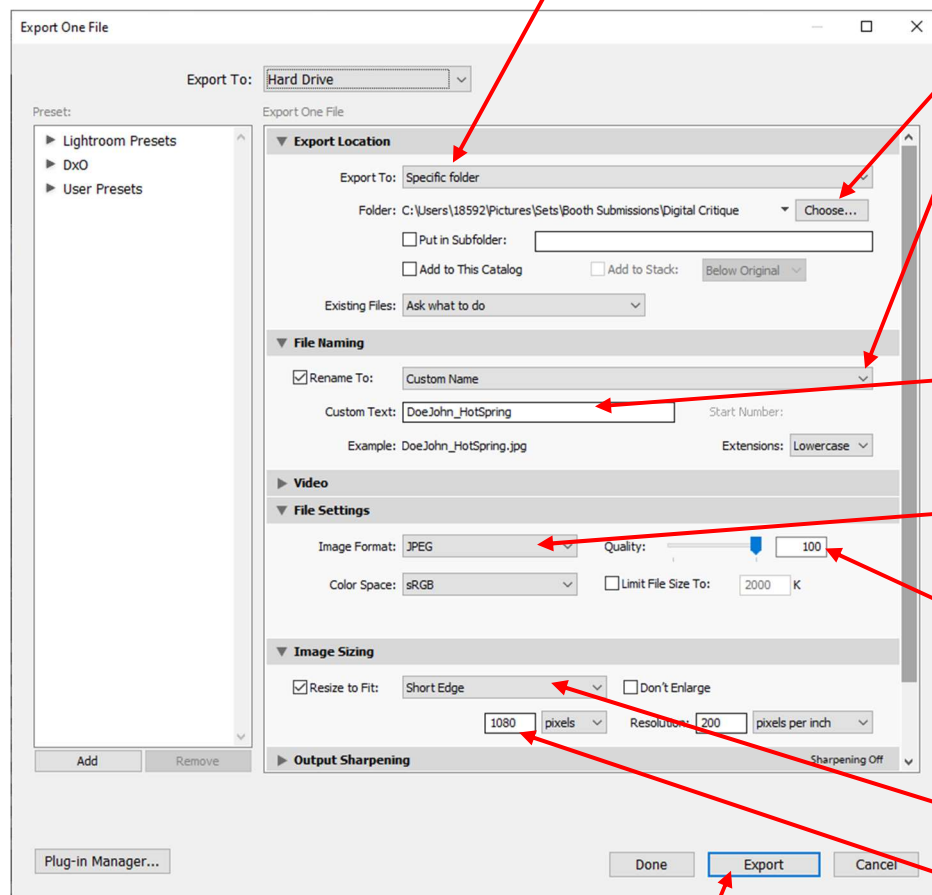 Export One File
Export To: Hard Drive
Preset:
Export One File
Lightroom Presets
DxO
User Presets
Export Location
Export To: Specific folder
Folder: C:\Users\18592\Pictures\Sets\Booth Submissions\Digital Critique Choose...
Put in Subfolder:
Add to This Catalog Add to Stack: Below Original
Existing Files: Ask what to do
File Naming
Rename To: Custom Name
Custom Text: DoeJohn_HotSpring Start Number:
Example: DoeJohn_HotSpring.jpg Extensions: Lowercase
Video
File Settings
Image Format: JPEG Quality: 100
Color Space: sRGB Limit File Size To: 2000 K
Image Sizing
Resize to Fit: Short Edge Don't Enlarge
1080 pixels Resolution: 200 pixels per inch
Output Sharpening Sharpening Off
Add Remove
Plug-in Manager... Done Export Cancel